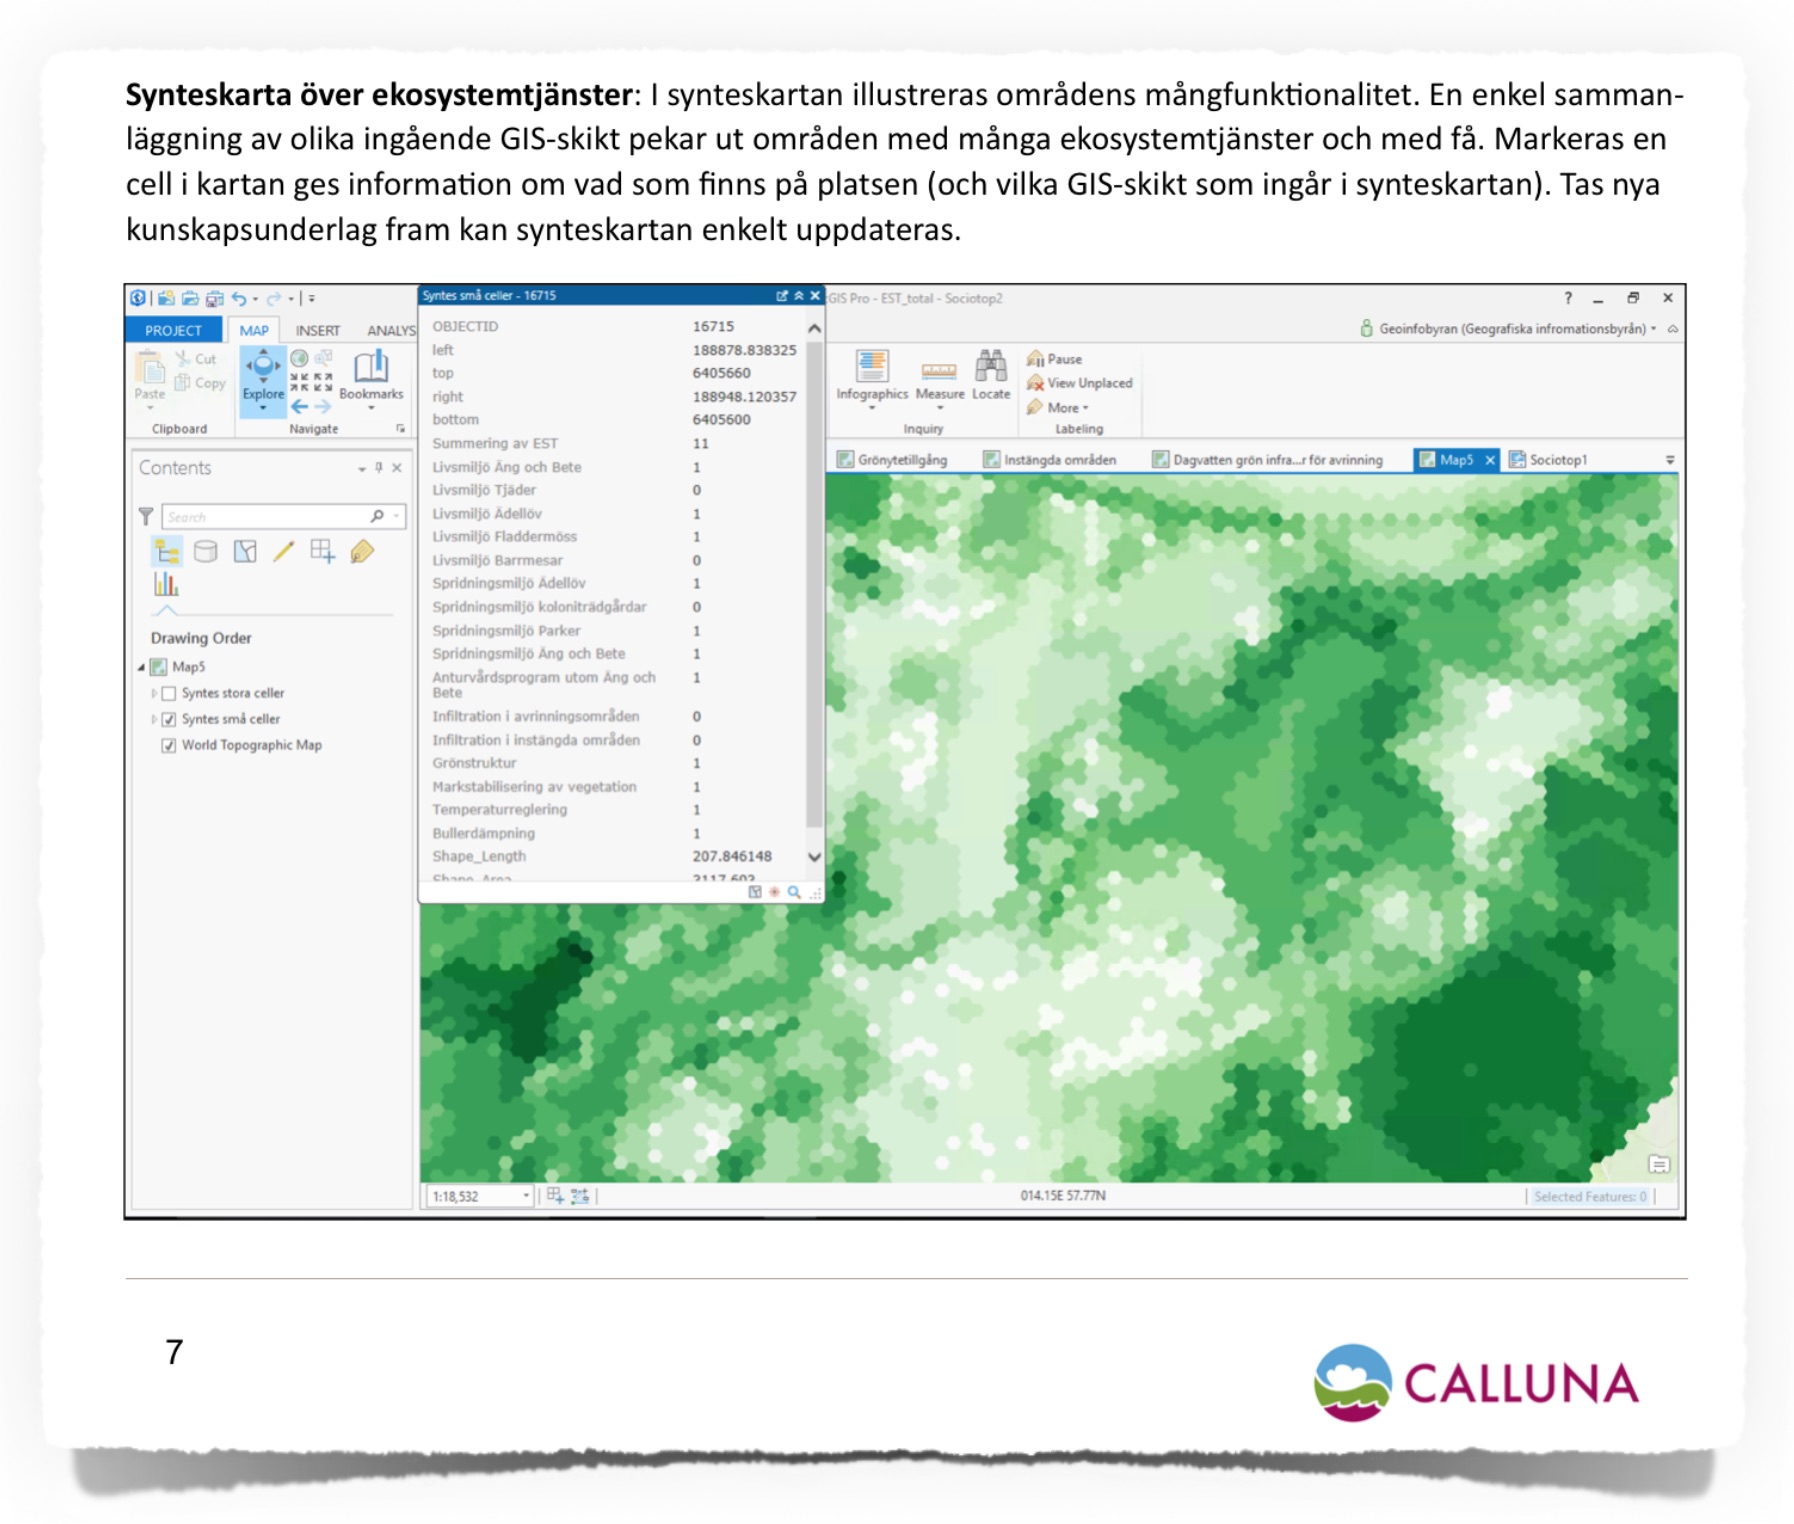 Synteskarta över ekosystemtjänster: I synteskartan illustreras områdens mångfunktionalitet. En enkel samman-
läggning av olika ingående GIS-skikt pekar ut områden med många ekosystemtjänster och med få. Markeras en
cell i kartan ges information om vad som finns på platsen (och vilka GIS-skikt som ingår i synteskartan). Tas nya
kunskapsunderlag fram kan synteskartan enkelt uppdateras.
Syntes små celler - 16715
GIS Pro - EST_total - Sociotop2
?
PROJECT MAP INSERT ANALYS
Geoinfobyran (Geografiska infromationsbyrån)
Paste
Cut
Copy
Clipboard
Explore
Bookmarks
Navigate
Infographics Measure Locate
Inquiry
Pause
View Unplaced
More
Labeling
Contents
Search
Drawing Order
Map5
Syntes stora celler
Syntes små celler
World Topographic Map
OBJECTID 16715
left 188878.838325
top 6405660
right 188948.120357
bottom 6405600
Summering av EST 11
Livsmiljö Äng och Bete 1
Livsmiljö Tjäder 0
Livsmiljö Ädellöv 1
Livsmiljö Fladdermöss 1
Livsmiljö Barrmesar 0
Spridningsmiljö Ädellöv 1
Spridningsmiljö koloniträdgårdar 0
Spridningsmiljö Parker 1
Spridningsmiljö Äng och Bete 1
Anturvårdsprogram utom Äng och 1
Bete
Infiltration i avrinningsområden 0
Infiltration i instängda områden 0
Grönstruktur 1
Markstabilisering av vegetation 1
Temperaturreglering 1
Bullerdämpning 1
Shape_Length 207.846148
Shape_Area 3117.603
Grönytetillgång Instängda områden Dagvatten grön infra...r för avrinning Map5 Sociotop1
1:18,532
014.15E 57.77N
Selected Features: 0
7
CALLUNA